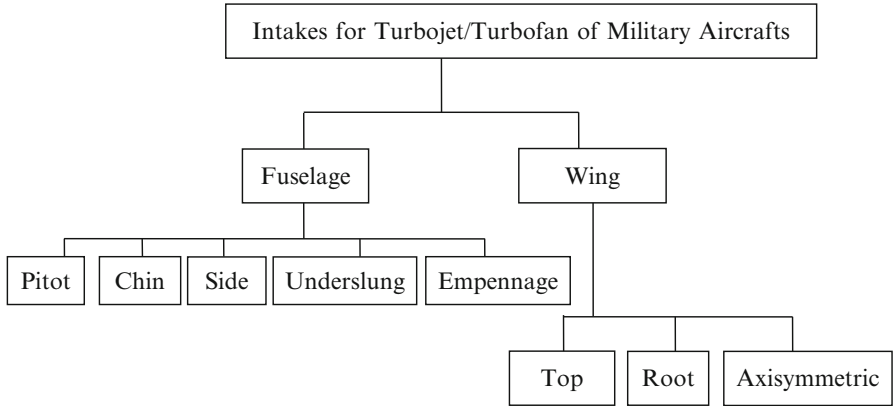 Intakes for Turbojet/Turbofan of Military Aircrafts
Fuselage
Wing
Pitot
Chin
Side
Underslung
Empennage
Top
Root
Axisymmetric